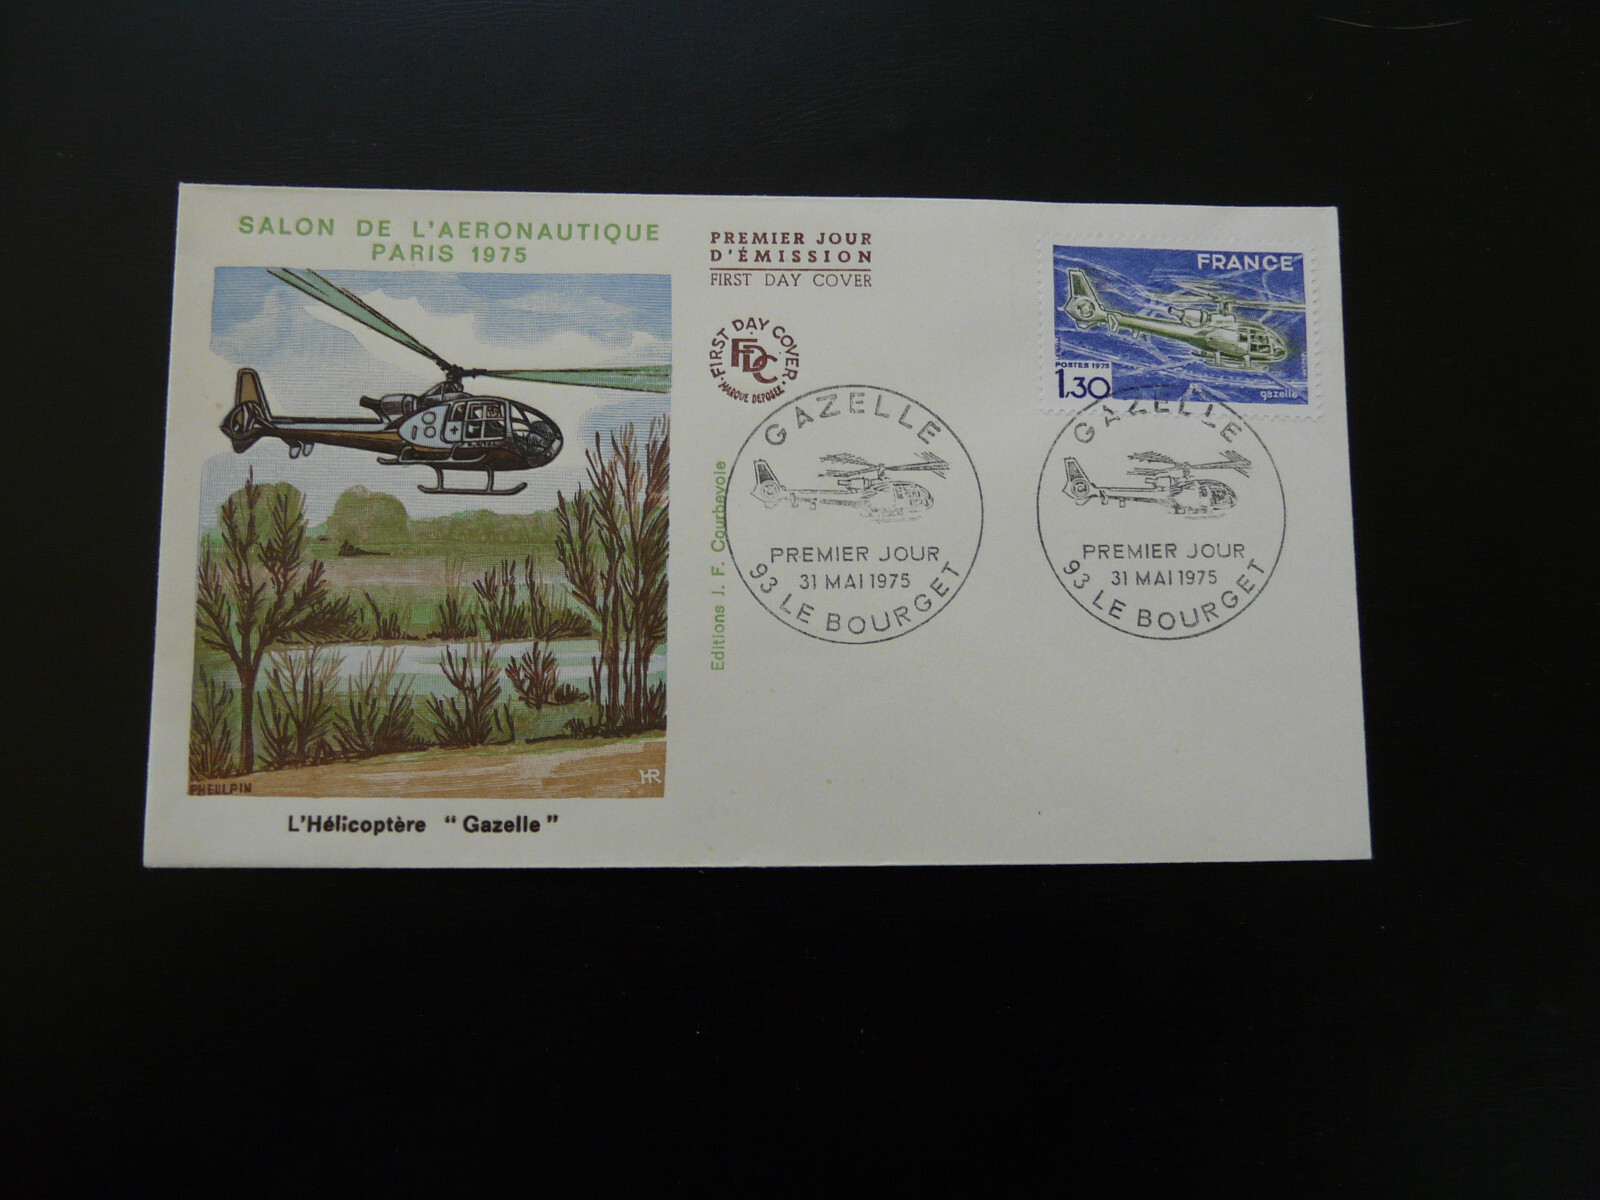 SALON DE L'AERONAUTIQUE
PARIS 1975
PHEULPIN
HR
L'Hélicoptère " Gazelle "
PREMIER JOUR
D'ÉMISSION
FIRST DAY COVER
FIRST DAY COVER
FDC
MARQUE DEPOSEE
Editions J. F. Courbevoie
GAZELLE
PREMIER JOUR
31 MAI 1975
93 LE BOURGET
FRANCE
POSTES 1975
1,30
gazelle
GAZELLE
PREMIER JOUR
31 MAI 1975
93 LE BOURGET